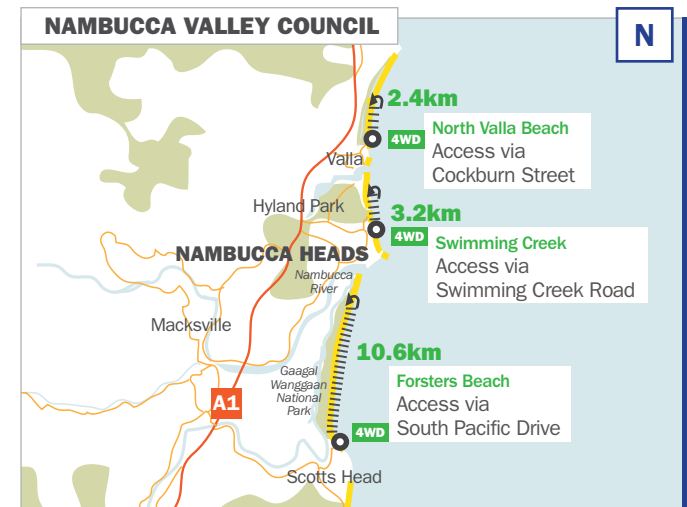 NAMBUCCA VALLEY COUNCIL
N
2.4km
4WD
North Valla Beach
Access via
Cockburn Street
Valla
Hyland Park
3.2km
4WD
Swimming Creek
Access via
Swimming Creek Road
NAMBUCCA HEADS
Nambucca
River
Macksville
10.6km
Gaagal
Wanggaan
National
Park
Forsters Beach
Access via
South Pacific Drive
A1
4WD
Scotts Head